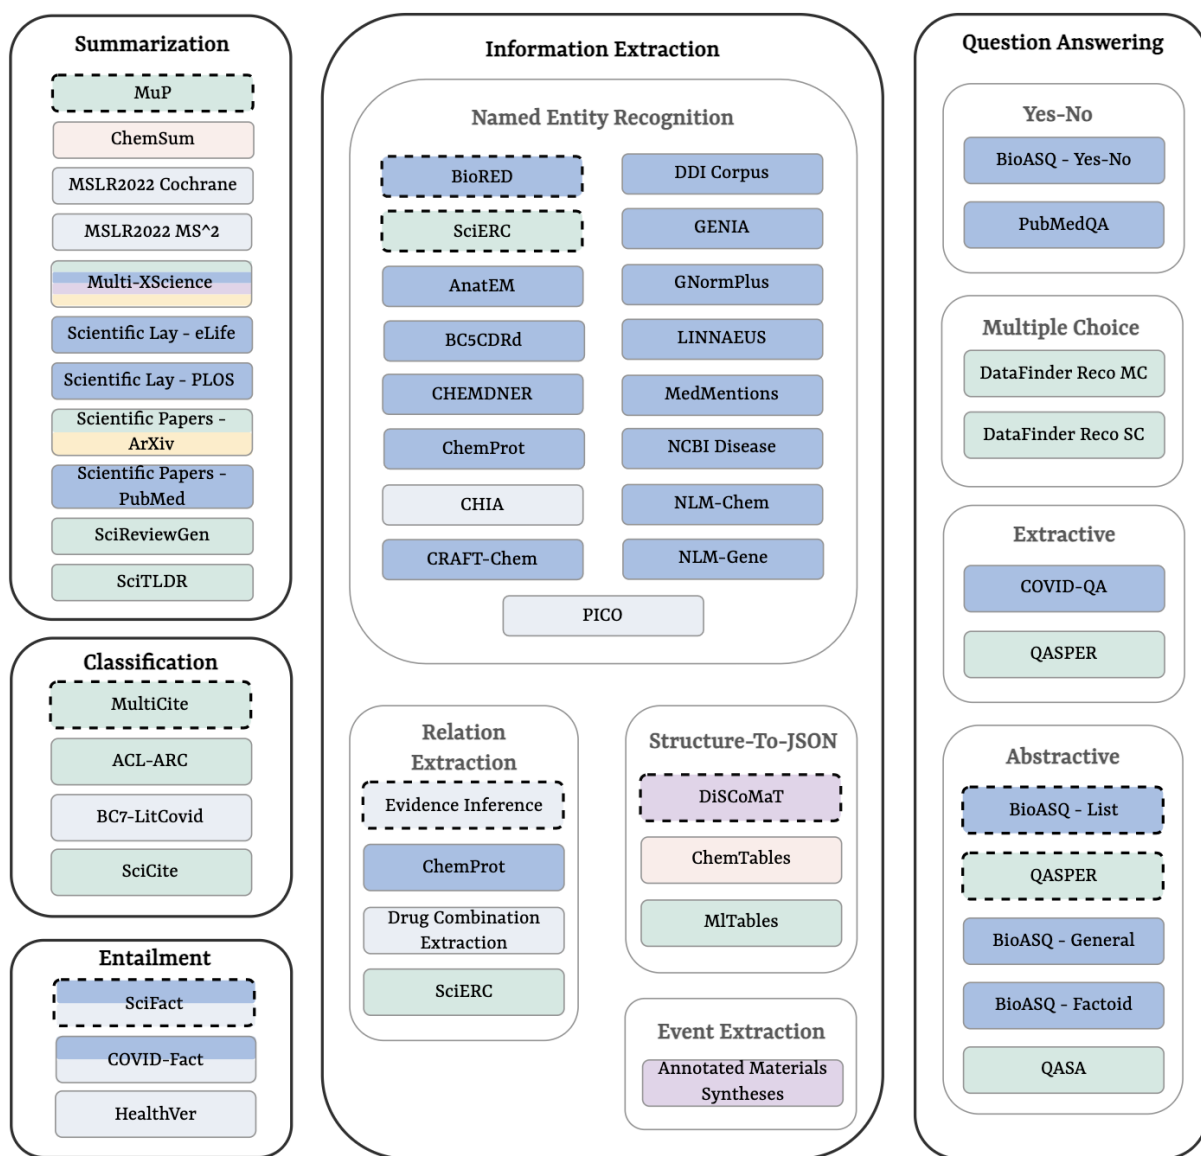 Summarization
MuP
ChemSum
MSLR2022 Cochrane
MSLR2022 MS^2
Multi-XScience
Scientific Lay - eLife
Scientific Lay - PLOS
Scientific Papers -
ArXiv
Scientific Papers -
PubMed
SciReviewGen
SciTLDR
Classification
MultiCite
ACL-ARC
BC7-LitCovid
SciCite
Entailment
SciFact
COVID-Fact
HealthVer
Information Extraction
Named Entity Recognition
BioRED
SciERC
AnatEM
BC5CDRd
CHEMDNER
ChemProt
CHIA
CRAFT-Chem
DDI Corpus
GENIA
GNormPlus
LINNAEUS
MedMentions
NCBI Disease
NLM-Chem
NLM-Gene
PICO
Relation
Extraction
Evidence Inference
ChemProt
Drug Combination
Extraction
SciERC
Structure-To-JSON
DiSCoMaT
ChemTables
MlTables
Event Extraction
Annotated Materials
Syntheses
Question Answering
Yes-No
BioASQ - Yes-No
PubMedQA
Multiple Choice
DataFinder Reco MC
DataFinder Reco SC
Extractive
COVID-QA
QASPER
Abstractive
BioASQ - List
QASPER
BioASQ - General
BioASQ - Factoid
QASA